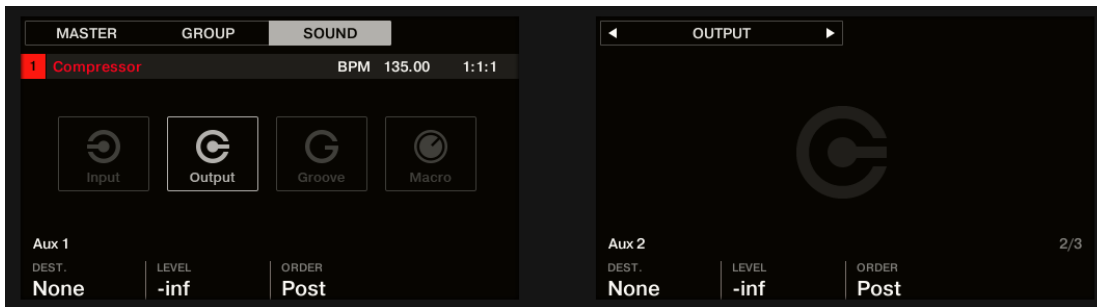 MASTER GROUP SOUND
1 Compressor BPM 135.00 1:1:1
Input Output Groove Macro
Aux 1
DEST. LEVEL ORDER
None -inf Post
OUTPUT
Aux 2 2/3
DEST. LEVEL ORDER
None -inf Post